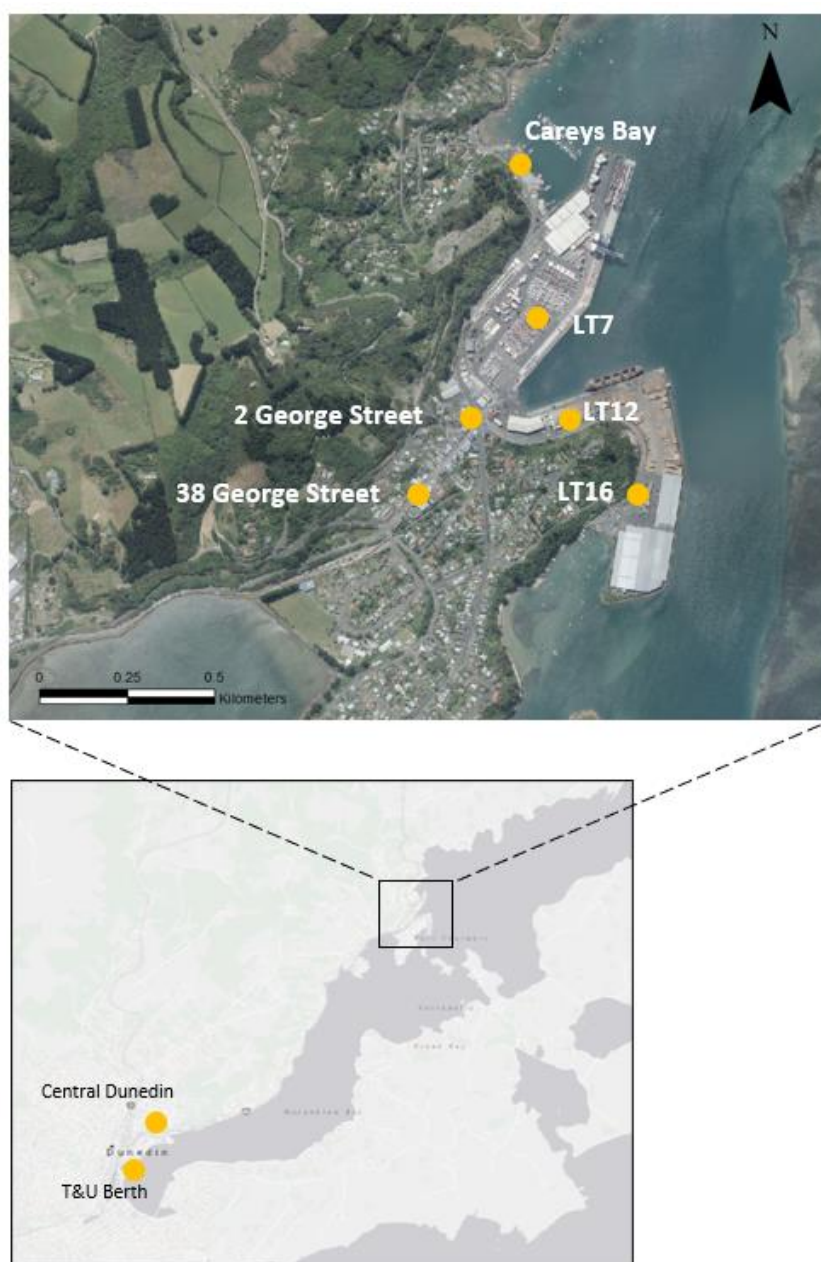 N
Careys Bay
LT7
2 George Street
LT12
38 George Street
LT16
0
0.25
0.5
Kilometers
Central Dunedin
Dunedin
T&U Berth